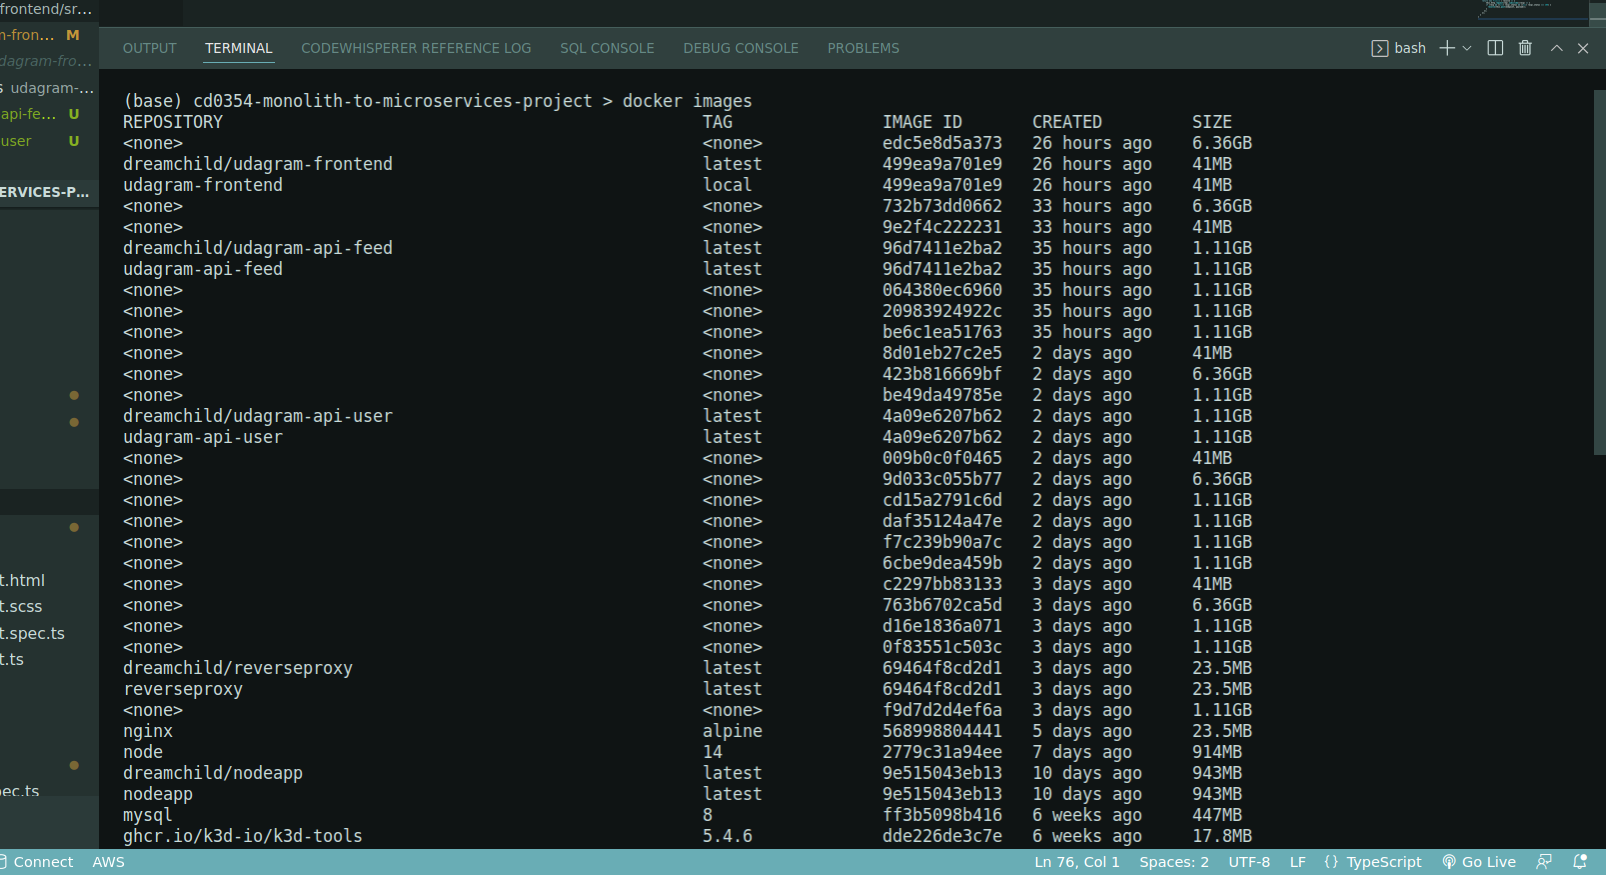 frontend/sr...
m-fron... M
dagram-fro...
s udagram-...
api-fe... U
user U
ERVICES-P...
t.html
t.scss
t.spec.ts
t.ts
pec.ts
OUTPUT TERMINAL CODEWHISPERER REFERENCE LOG SQL CONSOLE DEBUG CONSOLE PROBLEMS bash
(base) cd0354-monolith-to-microservices-project > docker images
REPOSITORY TAG IMAGE ID CREATED SIZE
<none> <none> edc5e8d5a373 26 hours ago 6.36GB
dreamchild/udagram-frontend latest 499ea9a701e9 26 hours ago 41MB
udagram-frontend local 499ea9a701e9 26 hours ago 41MB
<none> <none> 732b73dd0662 33 hours ago 6.36GB
<none> <none> 9e2f4c222231 33 hours ago 41MB
dreamchild/udagram-api-feed latest 96d7411e2ba2 35 hours ago 1.11GB
udagram-api-feed latest 96d7411e2ba2 35 hours ago 1.11GB
<none> <none> 064380ec6960 35 hours ago 1.11GB
<none> <none> 20983924922c 35 hours ago 1.11GB
<none> <none> be6c1ea51763 35 hours ago 1.11GB
<none> <none> 8d01eb27c2e5 2 days ago 41MB
<none> <none> 423b816669bf 2 days ago 6.36GB
<none> <none> be49da49785e 2 days ago 1.11GB
dreamchild/udagram-api-user latest 4a09e6207b62 2 days ago 1.11GB
udagram-api-user latest 4a09e6207b62 2 days ago 1.11GB
<none> <none> 009b0c0f0465 2 days ago 41MB
<none> <none> 9d033c055b77 2 days ago 6.36GB
<none> <none> cd15a2791c6d 2 days ago 1.11GB
<none> <none> daf35124a47e 2 days ago 1.11GB
<none> <none> f7c239b90a7c 2 days ago 1.11GB
<none> <none> 6cbe9dea459b 2 days ago 1.11GB
<none> <none> c2297bb83133 3 days ago 41MB
<none> <none> 763b6702ca5d 3 days ago 6.36GB
<none> <none> d16e1836a071 3 days ago 1.11GB
<none> <none> 0f83551c503c 3 days ago 1.11GB
dreamchild/reverseproxy latest 69464f8cd2d1 3 days ago 23.5MB
reverseproxy latest 69464f8cd2d1 3 days ago 23.5MB
<none> <none> f9d7d2d4ef6a 3 days ago 1.11GB
nginx alpine 568998804441 5 days ago 23.5MB
node 14 2779c31a94ee 7 days ago 914MB
dreamchild/nodeapp latest 9e515043eb13 10 days ago 943MB
nodeapp latest 9e515043eb13 10 days ago 943MB
mysql 8 ff3b5098b416 6 weeks ago 447MB
ghcr.io/k3d-io/k3d-tools 5.4.6 dde226de3c7e 6 weeks ago 17.8MB
Connect AWS Ln 76, Col 1 Spaces: 2 UTF-8 LF {} TypeScript Go Live